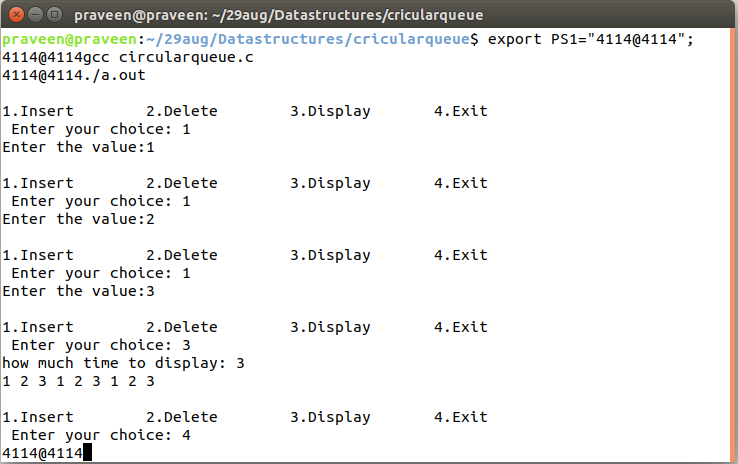 praveen@praveen: ~/29aug/Datastructures/cricularqueue
praveen@praveen:~/29aug/Datastructures/cricularqueue$ export PS1="4114@4114";
4114@4114gcc circularqueue.c
4114@4114./a.out

1.Insert        2.Delete        3.Display       4.Exit
 Enter your choice: 1
Enter the value:1

1.Insert        2.Delete        3.Display       4.Exit
 Enter your choice: 1
Enter the value:2

1.Insert        2.Delete        3.Display       4.Exit
 Enter your choice: 1
Enter the value:3

1.Insert        2.Delete        3.Display       4.Exit
 Enter your choice: 3
how much time to display: 3
1 2 3 1 2 3 1 2 3

1.Insert        2.Delete        3.Display       4.Exit
 Enter your choice: 4
4114@4114